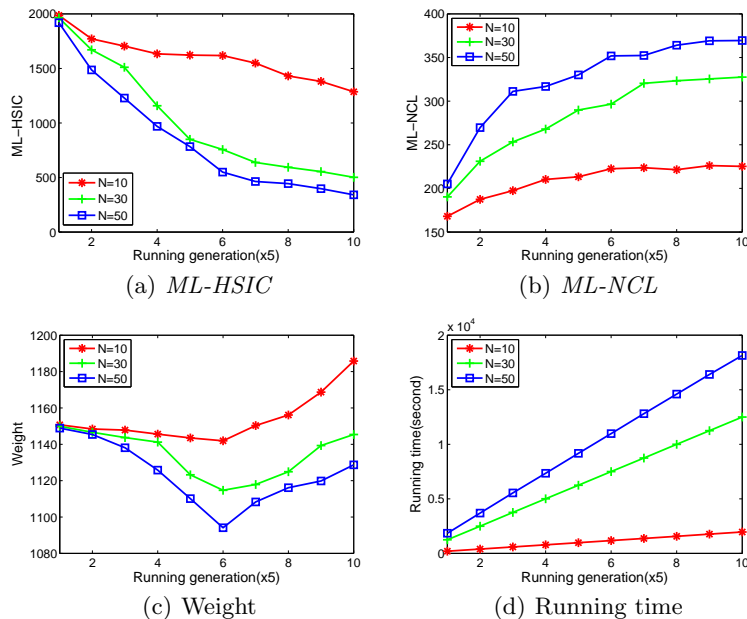 2000
1500
1000
500
0
ML−HSIC
N=10
N=30
N=50
2 4 6 8 10
Running generation(x5)
(a) ML-HSIC
400
350
300
250
200
150
ML−NCL
N=10
N=30
N=50
2 4 6 8 10
Running generation(x5)
(b) ML-NCL
1200
1180
1160
1140
1120
1100
1080
Weight
N=10
N=30
N=50
2 4 6 8 10
Running generation(x5)
(c) Weight
x 10^4
2
1.5
1
0.5
0
Running time(second)
N=10
N=30
N=50
2 4 6 8 10
Running generation(x5)
(d) Running time